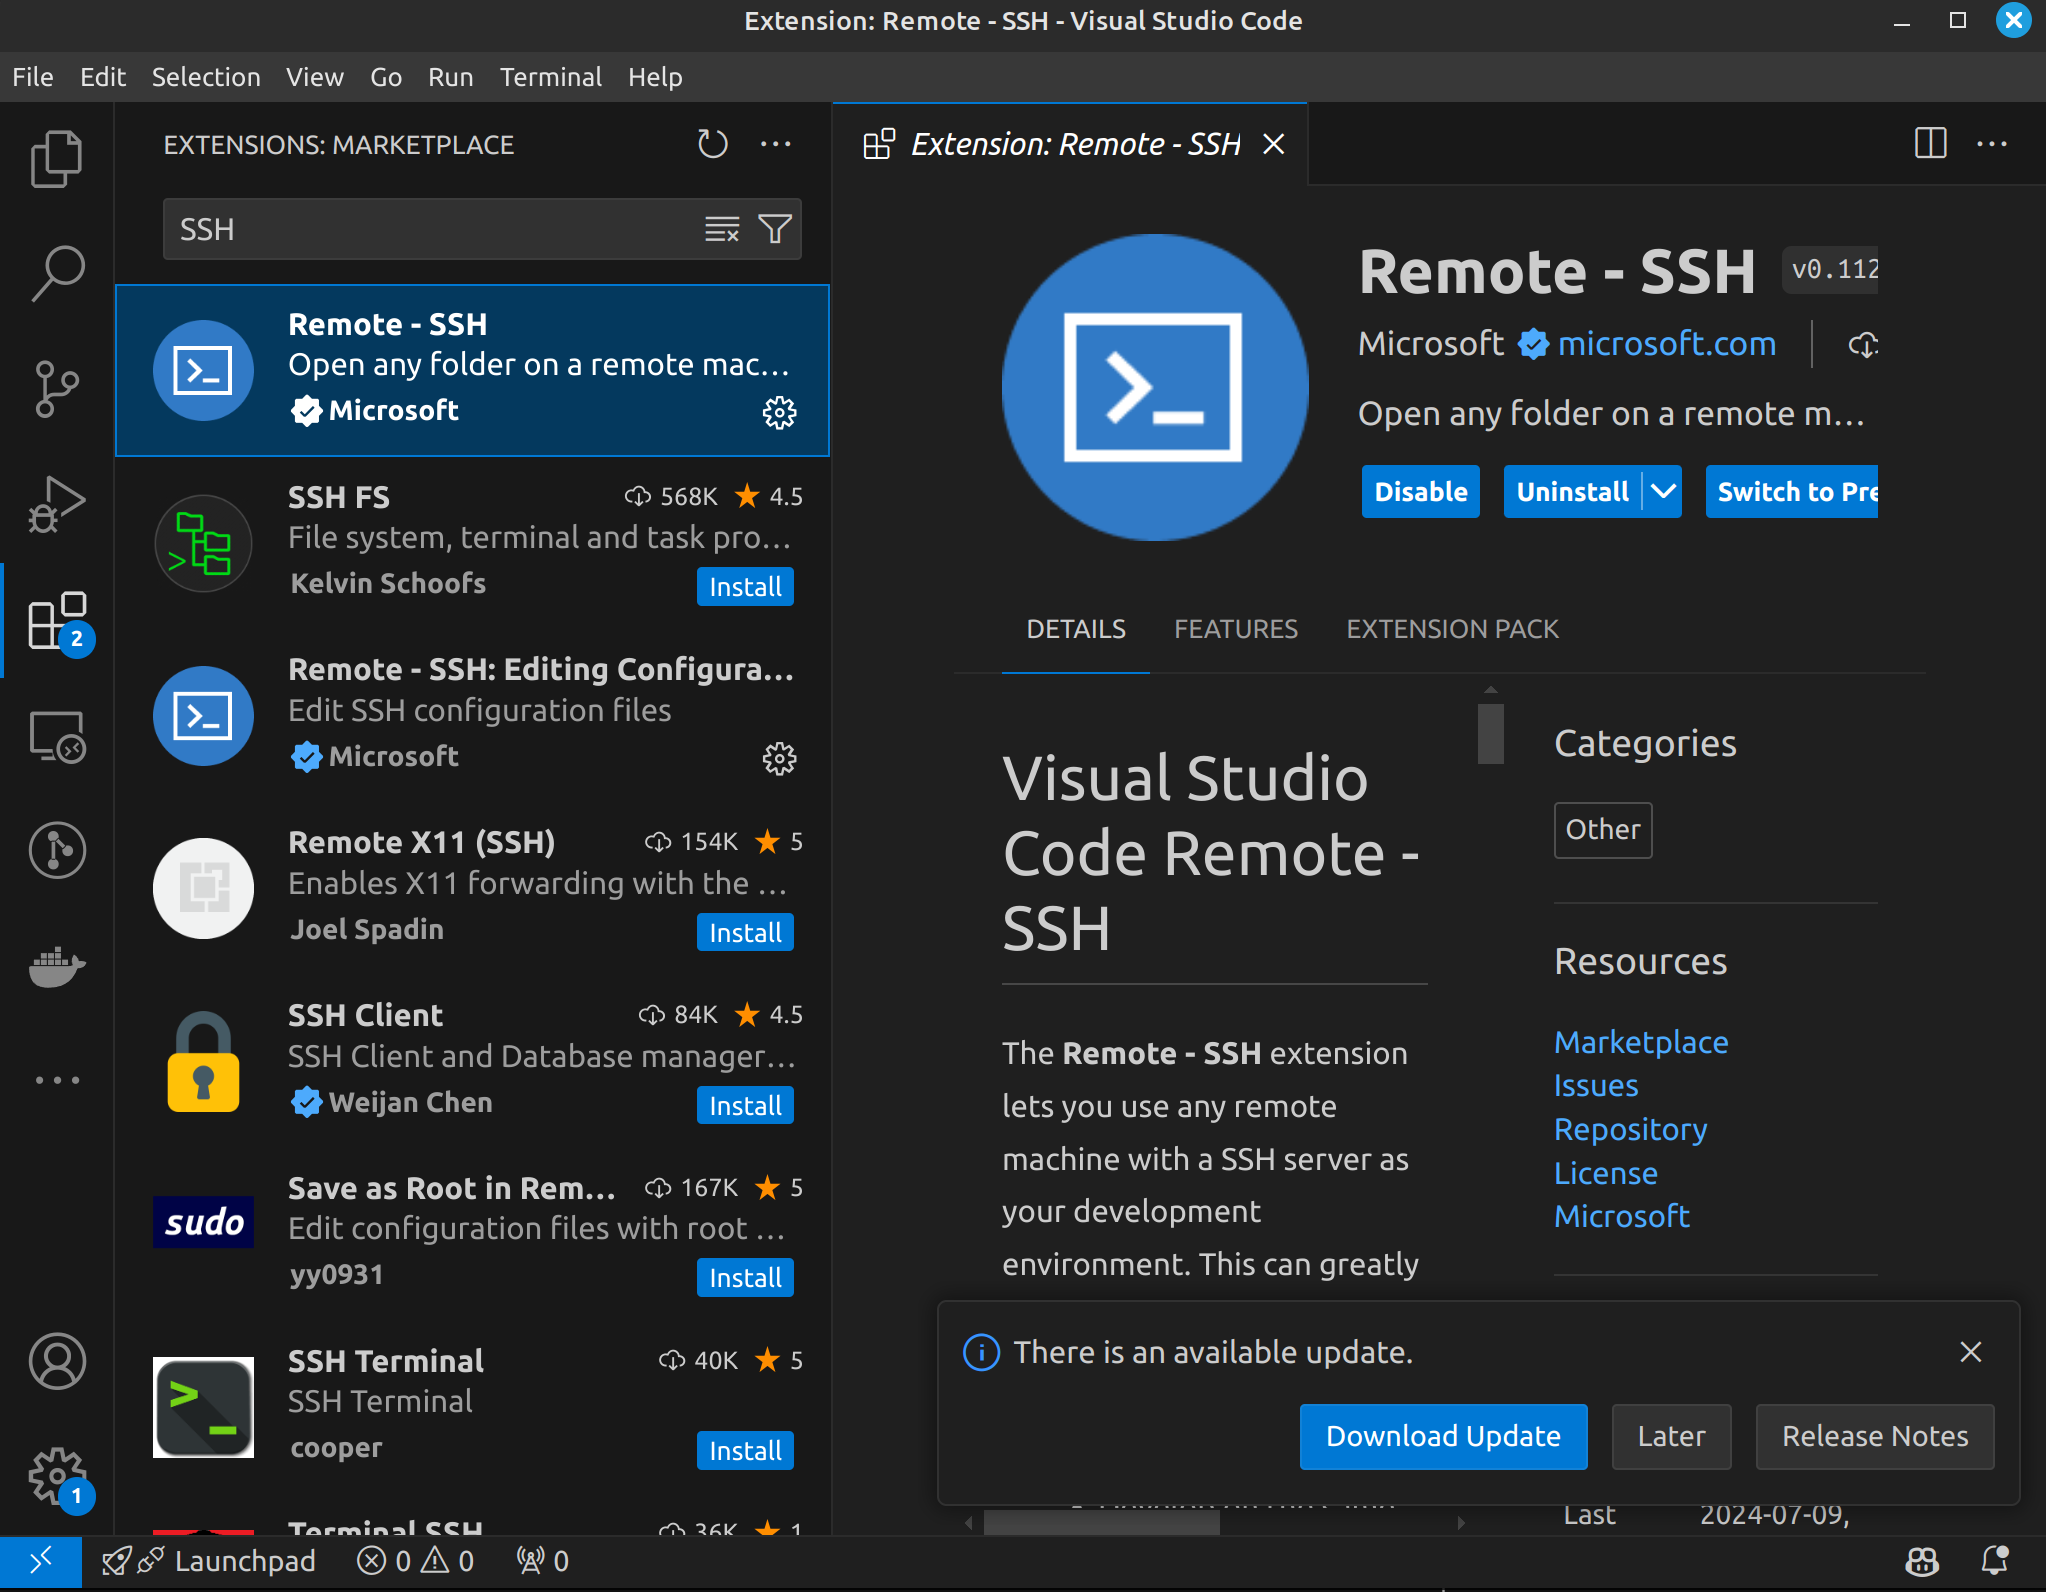 Extension: Remote - SSH - Visual Studio Code
File Edit Selection View Go Run Terminal Help
EXTENSIONS: MARKETPLACE
SSH
Remote - SSH
Open any folder on a remote mac...
Microsoft
SSH FS 568K 4.5
File system, terminal and task pro...
Kelvin Schoofs Install
Remote - SSH: Editing Configura...
Edit SSH configuration files
Microsoft
Remote X11 (SSH) 154K 5
Enables X11 forwarding with the ...
Joel Spadin Install
SSH Client 84K 4.5
SSH Client and Database manager...
Weijan Chen Install
Save as Root in Rem... 167K 5
sudo
Edit configuration files with root ...
yy0931 Install
SSH Terminal 40K 5
SSH Terminal
cooper Install
Terminal SSH 36K 1
2
1
Extension: Remote - SSH
Remote - SSH v0.112
Microsoft microsoft.com
Open any folder on a remote m...
Disable Uninstall Switch to Pre
DETAILS FEATURES EXTENSION PACK
Visual Studio
Code Remote -
SSH
The Remote - SSH extension
lets you use any remote
machine with a SSH server as
your development
environment. This can greatly
Categories
Other
Resources
Marketplace
Issues
Repository
License
Microsoft
There is an available update.
Download Update Later Release Notes
Last 2024-07-09,
Launchpad 0 0 0